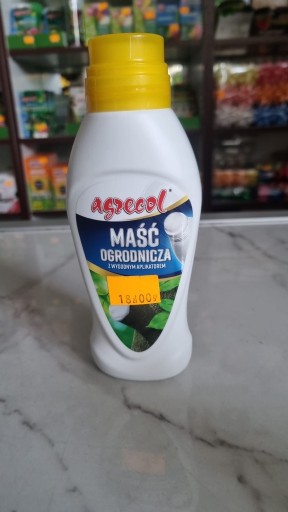 agrecol®
MAŚĆ
OGRODNICZA
Z WYGODNYM APLIKATOREM
18,00zł